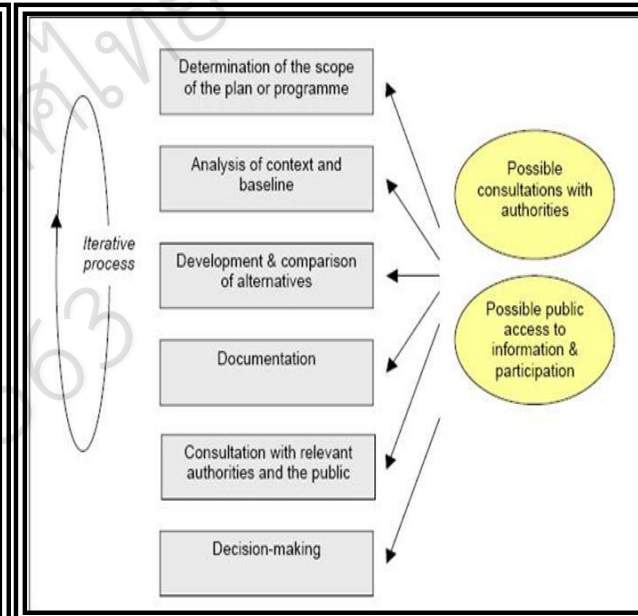 Determination of the scope
of the plan or programme
Analysis of context and
baseline
Iterative
process
Development & comparison
of alternatives
Documentation
Consultation with relevant
authorities and the public
Decision-making
Possible
consultations with
authorities
Possible public
access to
information &
participation